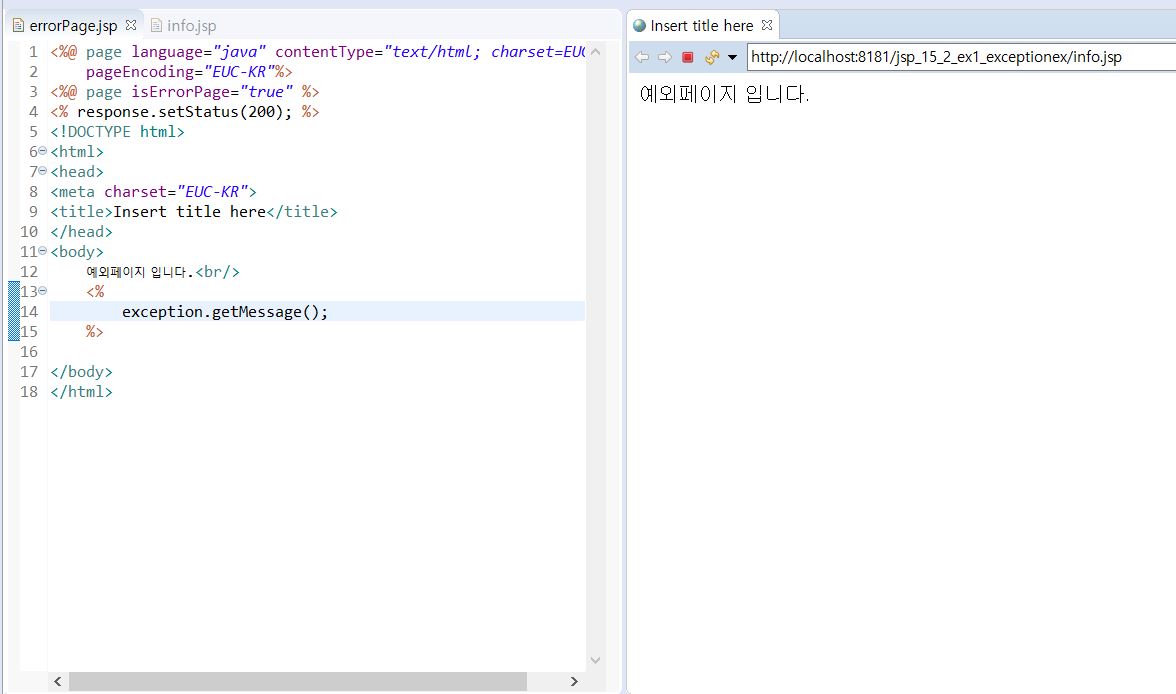 errorPage.jsp info.jsp
1 <%@ page language="java" contentType="text/html; charset=EUC
2 pageEncoding="EUC-KR"%>
3 <%@ page isErrorPage="true" %>
4 <% response.setStatus(200); %>
5 <!DOCTYPE html>
6 <html>
7 <head>
8 <meta charset="EUC-KR">
9 <title>Insert title here</title>
10 </head>
11 <body>
12 예외페이지 입니다.<br/>
13 <%
14 exception.getMessage();
15 %>
16
17 </body>
18 </html>
Insert title here
http://localhost:8181/jsp_15_2_ex1_exceptionex/info.jsp
예외페이지 입니다.